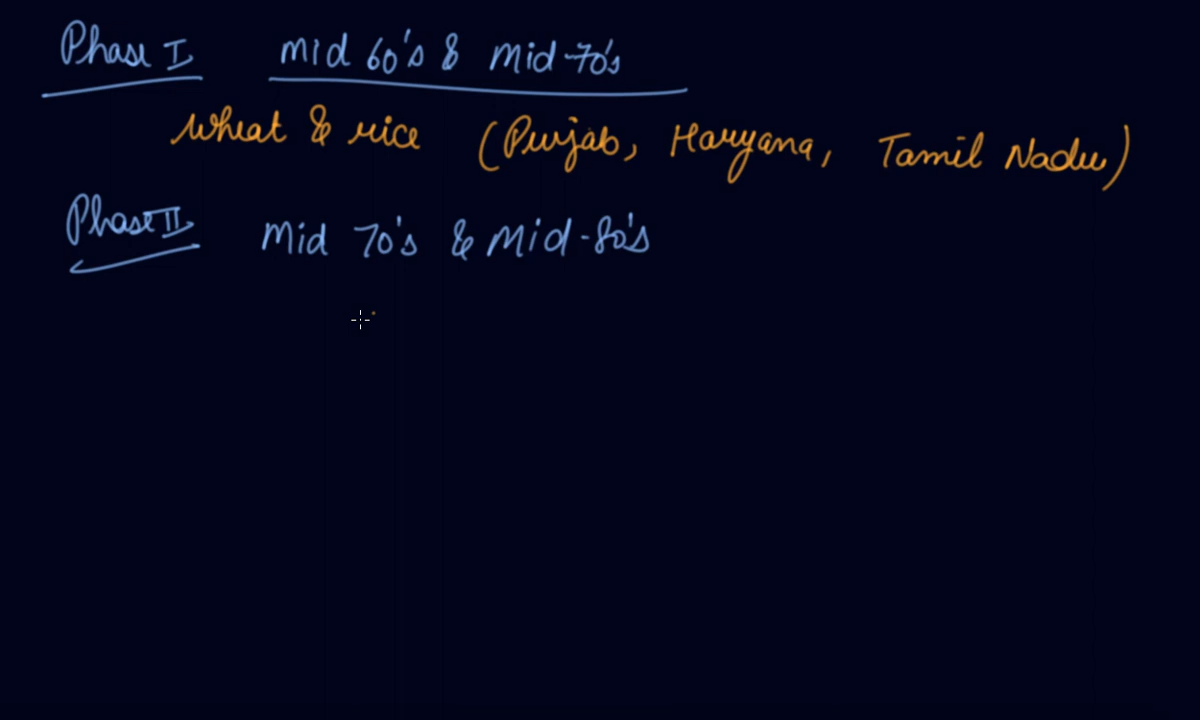 Phase I Mid 60's & Mid-70's
Wheat & rice (Punjab, Haryana, Tamil Nadu)
Phase II Mid 70's & Mid-80's